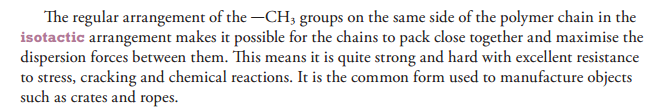 The regular arrangement of the —CH₃ groups on the same side of the polymer chain in the
isotactic arrangement makes it possible for the chains to pack close together and maximise the
dispersion forces between them. This means it is quite strong and hard with excellent resistance
to stress, cracking and chemical reactions. It is the common form used to manufacture objects
such as crates and ropes.